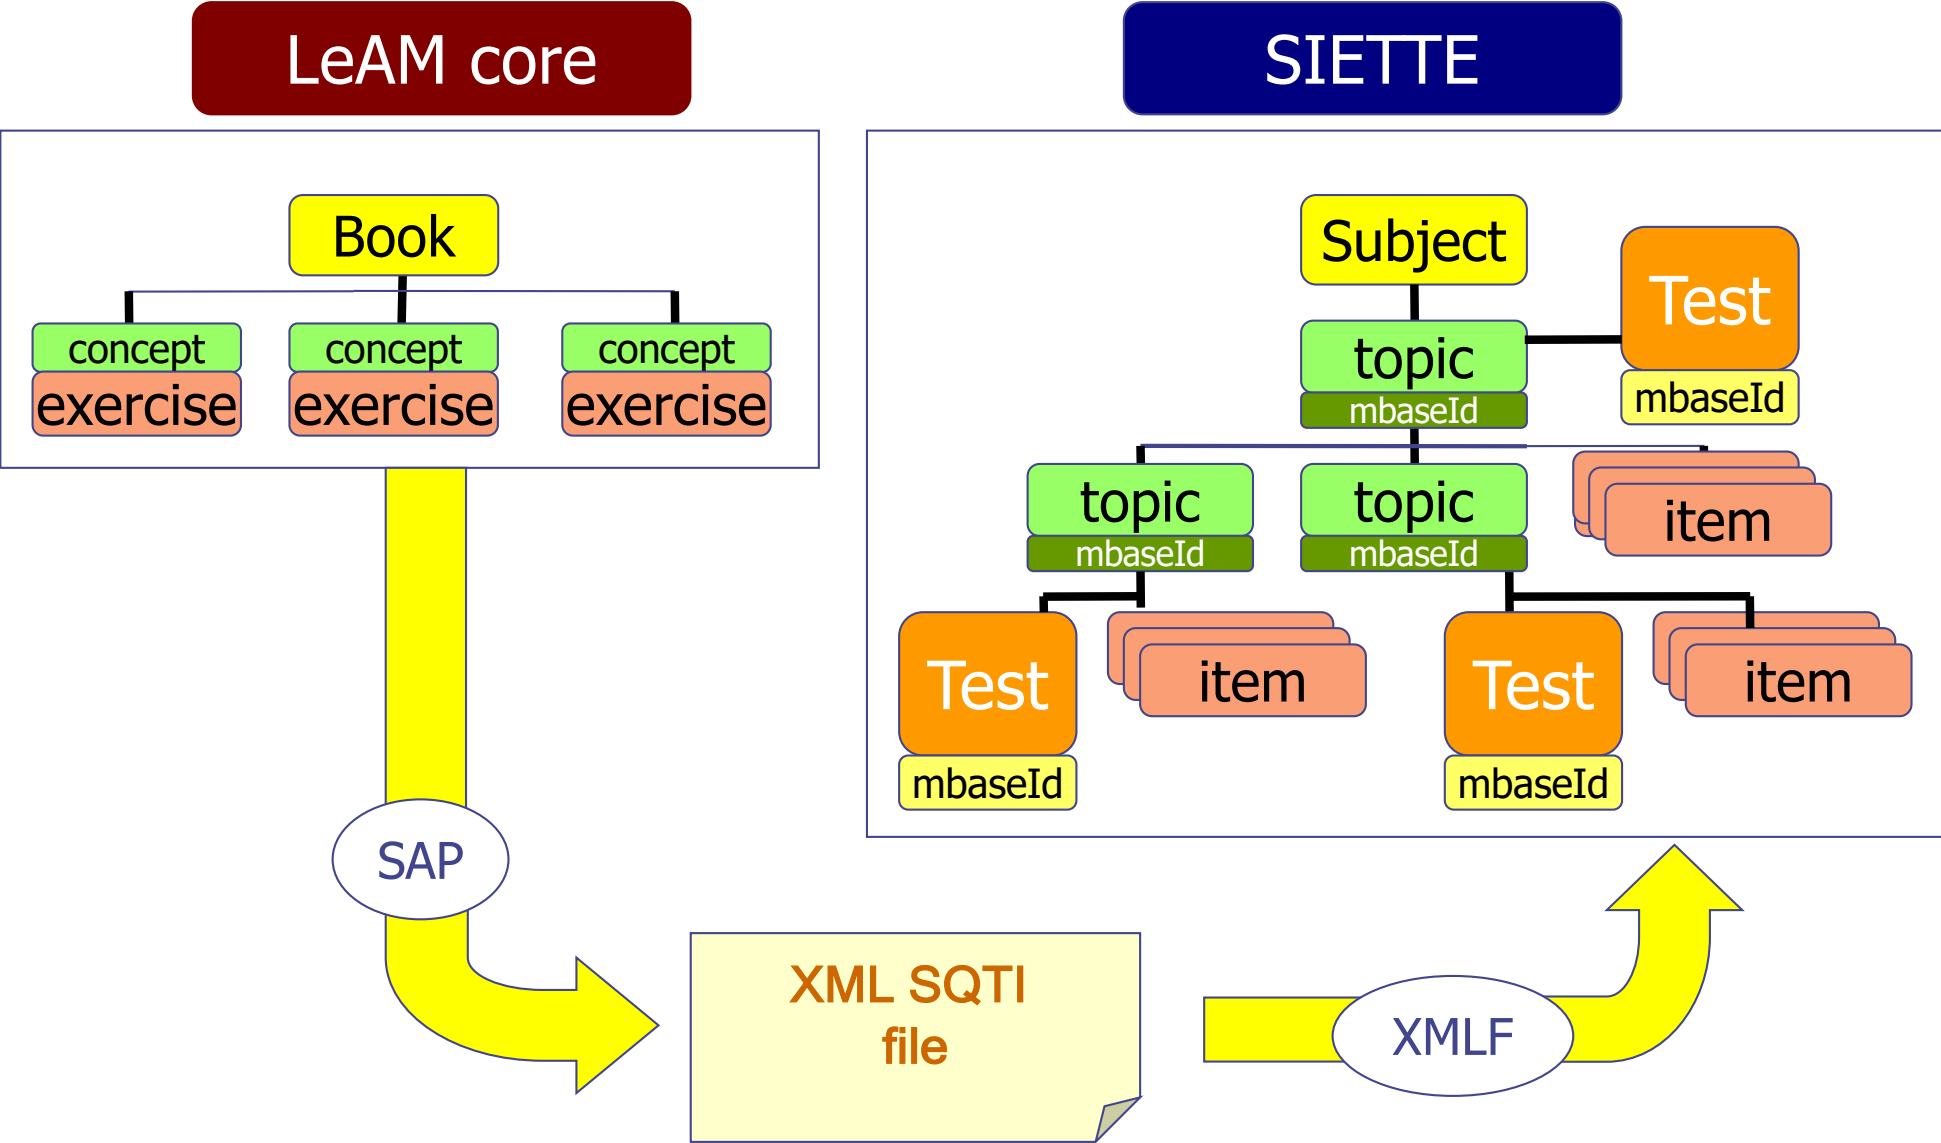 LeAM core
SIETTE
Book
concept
concept
concept
exercise
exercise
exercise
Subject
Test
mbaseId
topic
mbaseId
topic
mbaseId
topic
mbaseId
item
Test
mbaseId
item
Test
mbaseId
item
SAP
XML SQTI
file
XMLF